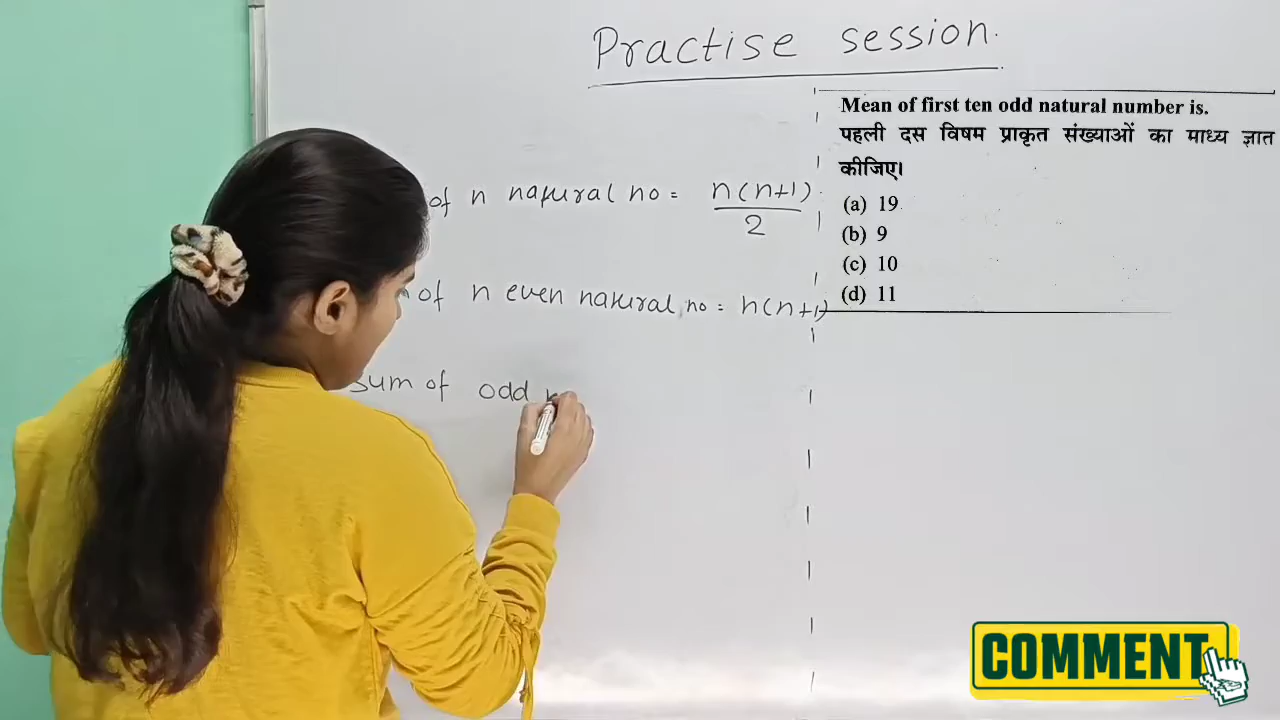 Practise session.
of n natural no = n(n+1)/2
of n even natural no = n(n+1)
sum of odd
Mean of first ten odd natural number is.
पहली दस विषम प्राकृत संख्याओं का माध्य ज्ञात
कीजिए।
(a) 19
(b) 9
(c) 10
(d) 11
COMMENT